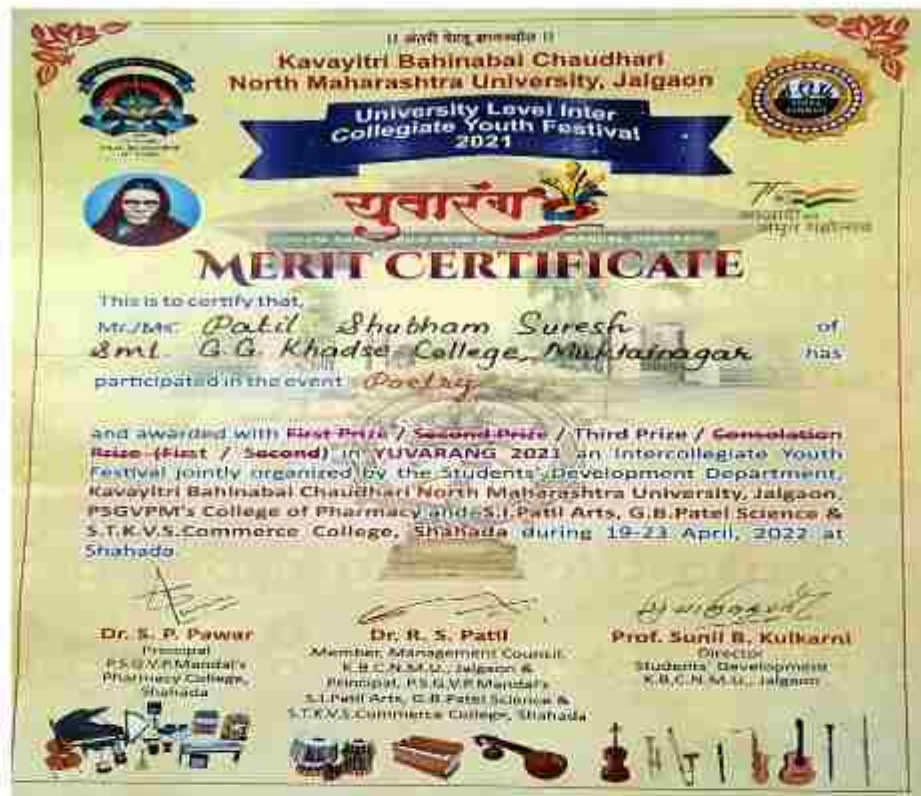 Kavayitri Bahinabai Chaudhari
North Maharashtra University, Jalgaon
University Level Inter
Collegiate Youth Festival
2021
युवारंग
MERIT CERTIFICATE
This is to certify that,
Mr./Ms. Patil Shubham Suresh of
Smt. G.G. Khadse College, Muktainagar has
participated in the event Poetry
and awarded with First Prize / Second Prize / Third Prize / Consolation
Prize (First / Second) in YUVARANG 2021 an Intercollegiate Youth
Festival jointly organized by the Students' Development Department,
Kavayitri Bahinabai Chaudhari North Maharashtra University, Jalgaon,
PSGVPM's College of Pharmacy and S.I.Patil Arts, G.B.Patel Science &
S.T.K.V.S.Commerce College, Shahada during 19-23 April, 2022 at
Shahada
Dr. S. P. Pawar
Principal
P.S.G.V.P.Mandal's
Pharmacy College,
Shahada
Dr. R. S. Patil
Member, Management Council,
K.B.C.N.M.U., Jalgaon &
Principal, P.S.G.V.P.Mandal's
S.I.Patil Arts, G.B.Patel Science &
S.T.K.V.S.Commerce College, Shahada
Prof. Sunil B. Kulkarni
Director
Students' Development
K.B.C.N.M.U., Jalgaon